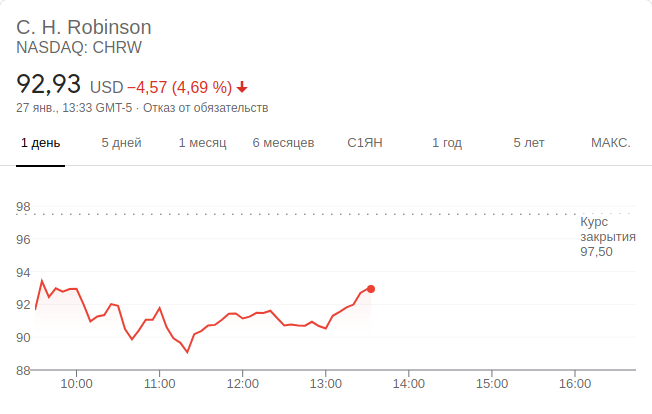 C. H. Robinson
NASDAQ: CHRW
92,93 USD −4,57 (4,69 %)
27 янв., 13:33 GMT-5 · Отказ от обязательств
1 день 5 дней 1 месяц 6 месяцев С1ЯН 1 год 5 лет МАКС.
98
Курс
закрытия
97,50
96
94
92
90
88
10:00 11:00 12:00 13:00 14:00 15:00 16:00